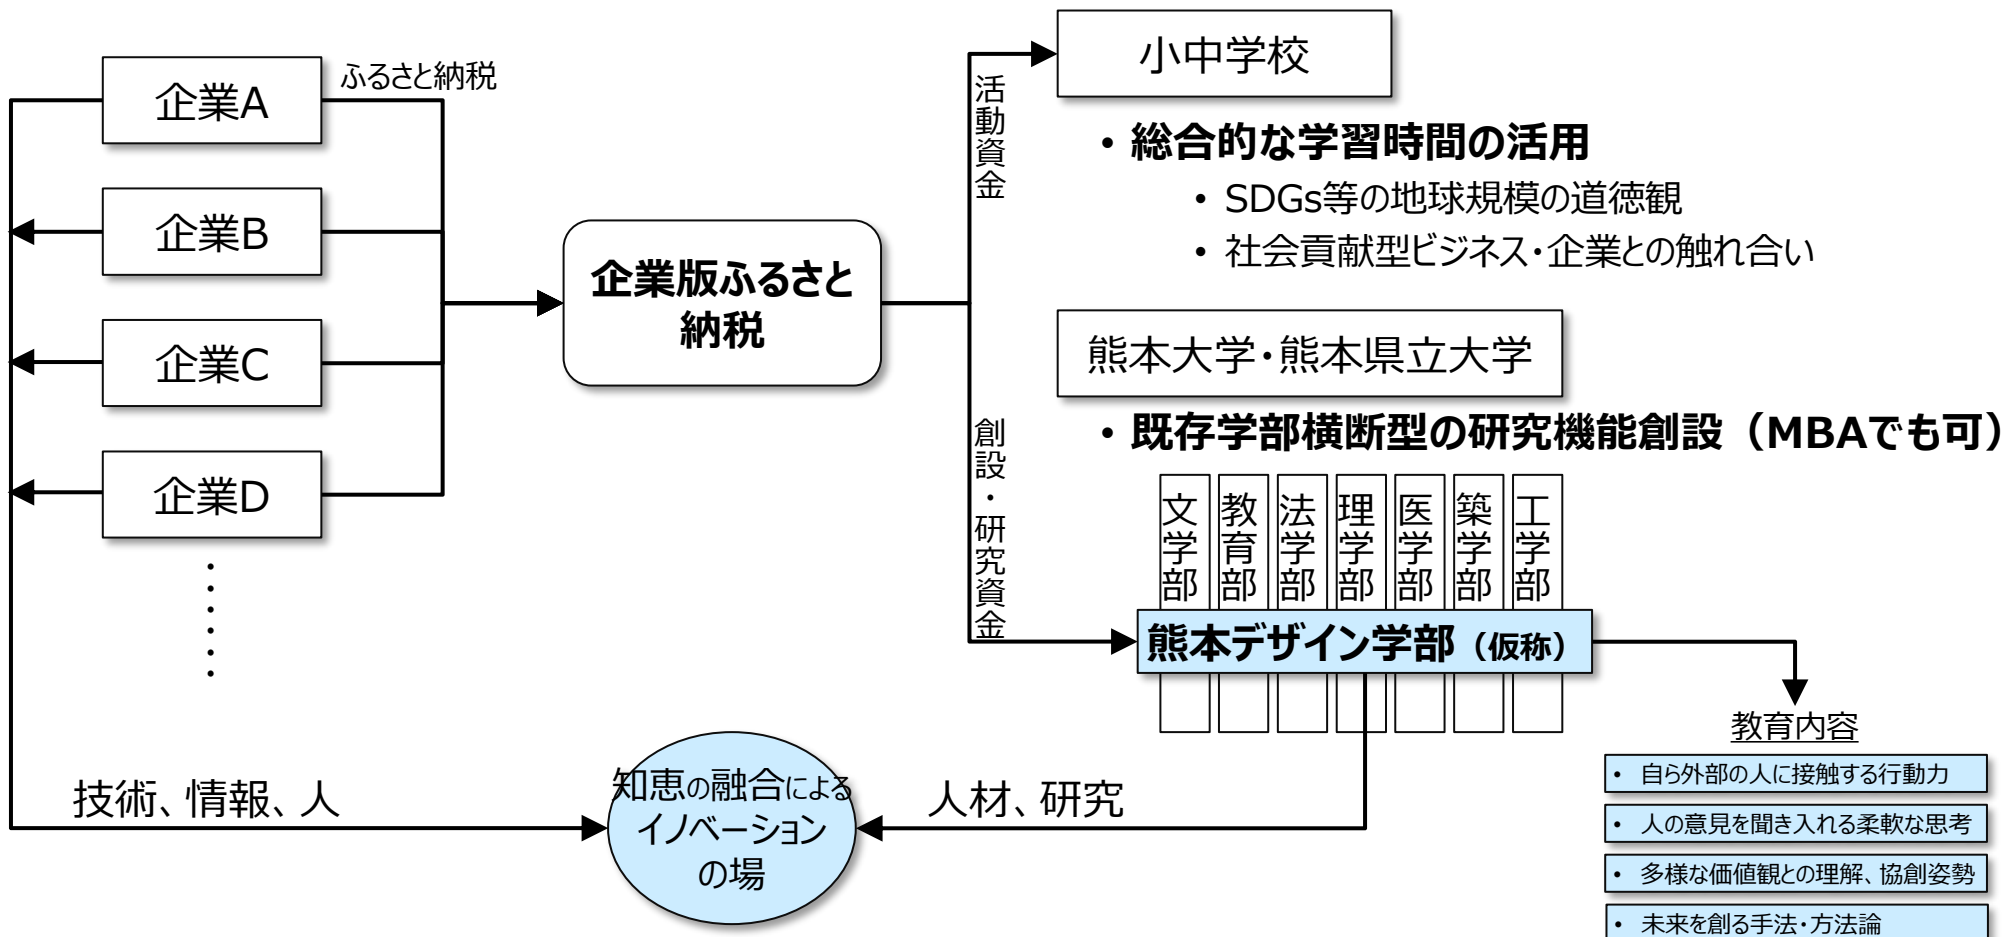 企業A
ふるさと納税
企業B
企業C
企業D
・・・・・・
企業版ふるさと
納税
活動資金
小中学校
• 総合的な学習時間の活用
• SDGs等の地球規模の道徳観
• 社会貢献型ビジネス・企業との触れ合い
熊本大学・熊本県立大学
• 既存学部横断型の研究機能創設（MBAでも可）
創設・研究資金
文学部
教育部
法学部
理学部
医学部
築学部
工学部
熊本デザイン学部（仮称）
教育内容
• 自ら外部の人に接触する行動力
• 人の意見を聞き入れる柔軟な思考
• 多様な価値観との理解、協創姿勢
• 未来を創る手法・方法論
技術、情報、人
知恵の融合による
イノベーション
の場
人材、研究